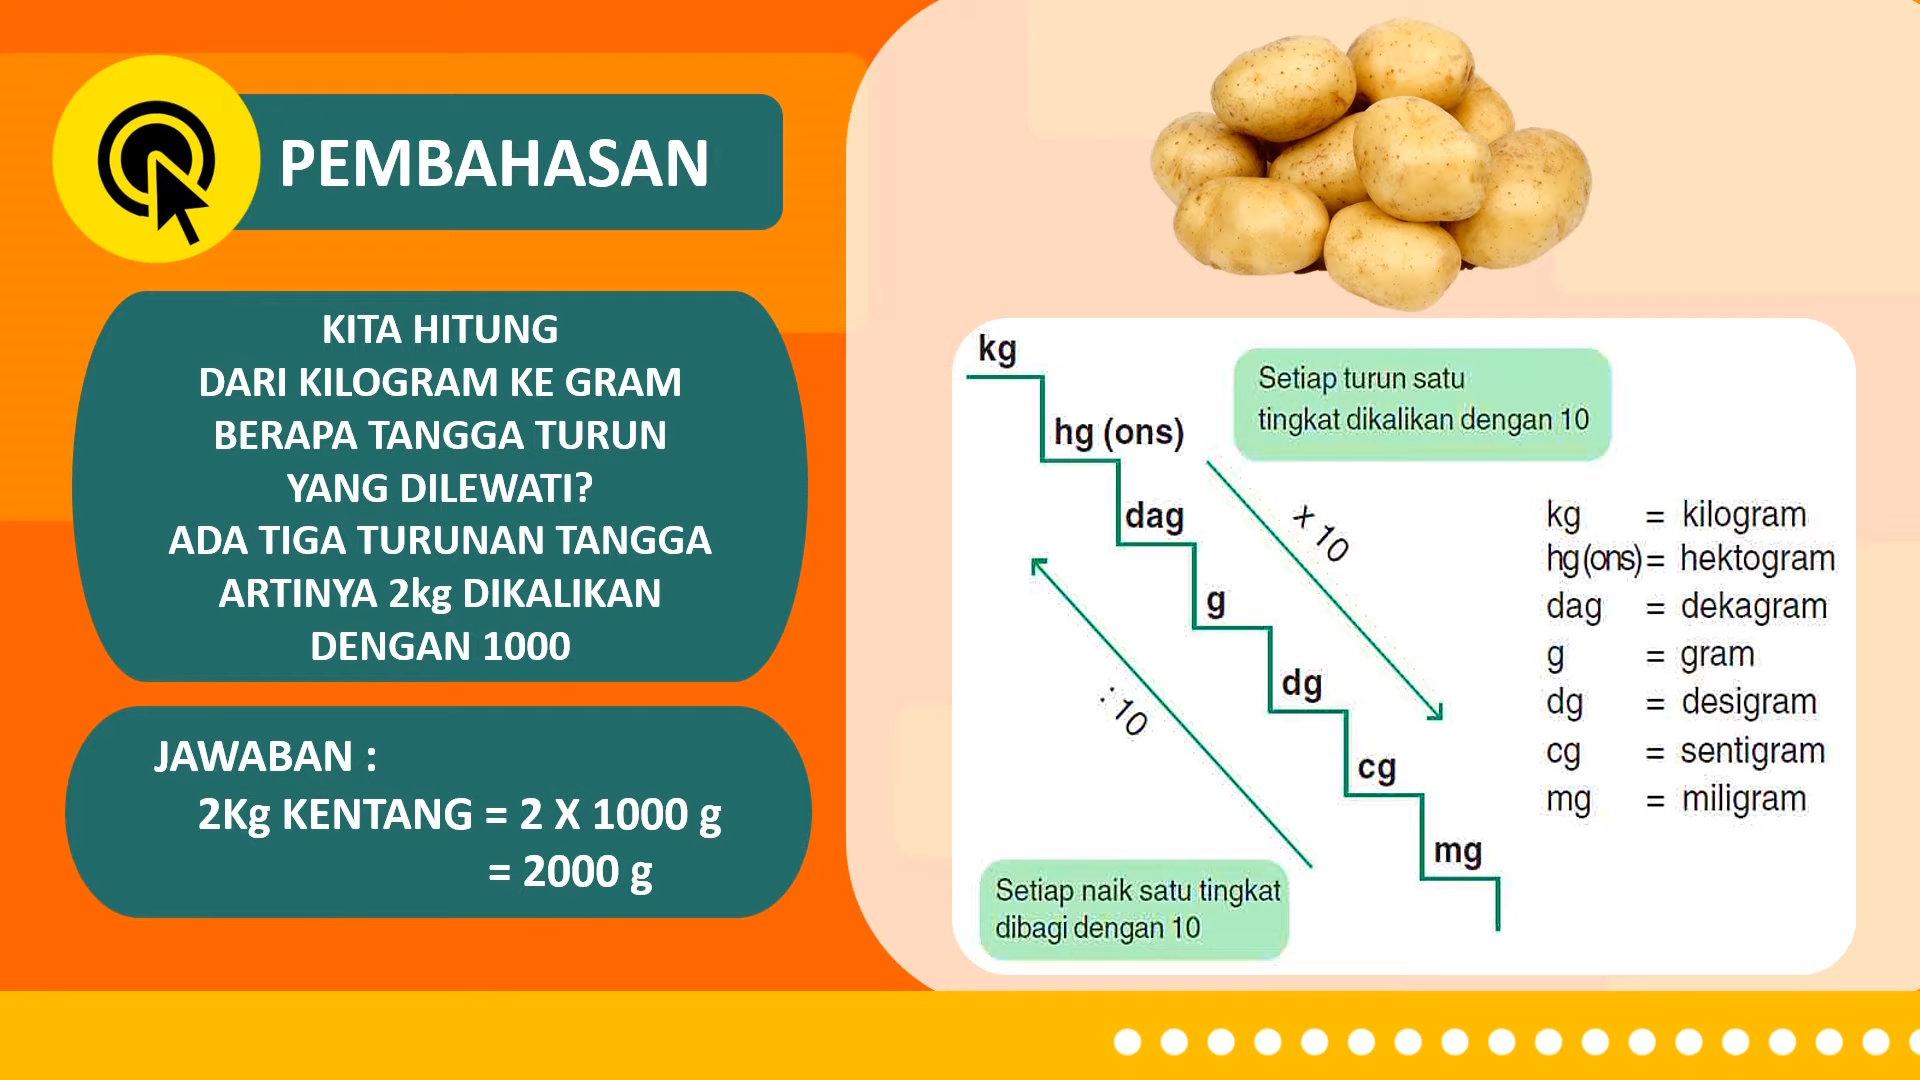 PEMBAHASAN
KITA HITUNG
DARI KILOGRAM KE GRAM
BERAPA TANGGA TURUN
YANG DILEWATI?
ADA TIGA TURUNAN TANGGA
ARTINYA 2kg DIKALIKAN
DENGAN 1000
JAWABAN :
2Kg KENTANG = 2 X 1000 g
= 2000 g
kg
hg (ons)
dag
g
dg
cg
mg
Setiap turun satu
tingkat dikalikan dengan 10
x 10
: 10
Setiap naik satu tingkat
dibagi dengan 10
kg = kilogram
hg (ons) = hektogram
dag = dekagram
g = gram
dg = desigram
cg = sentigram
mg = miligram